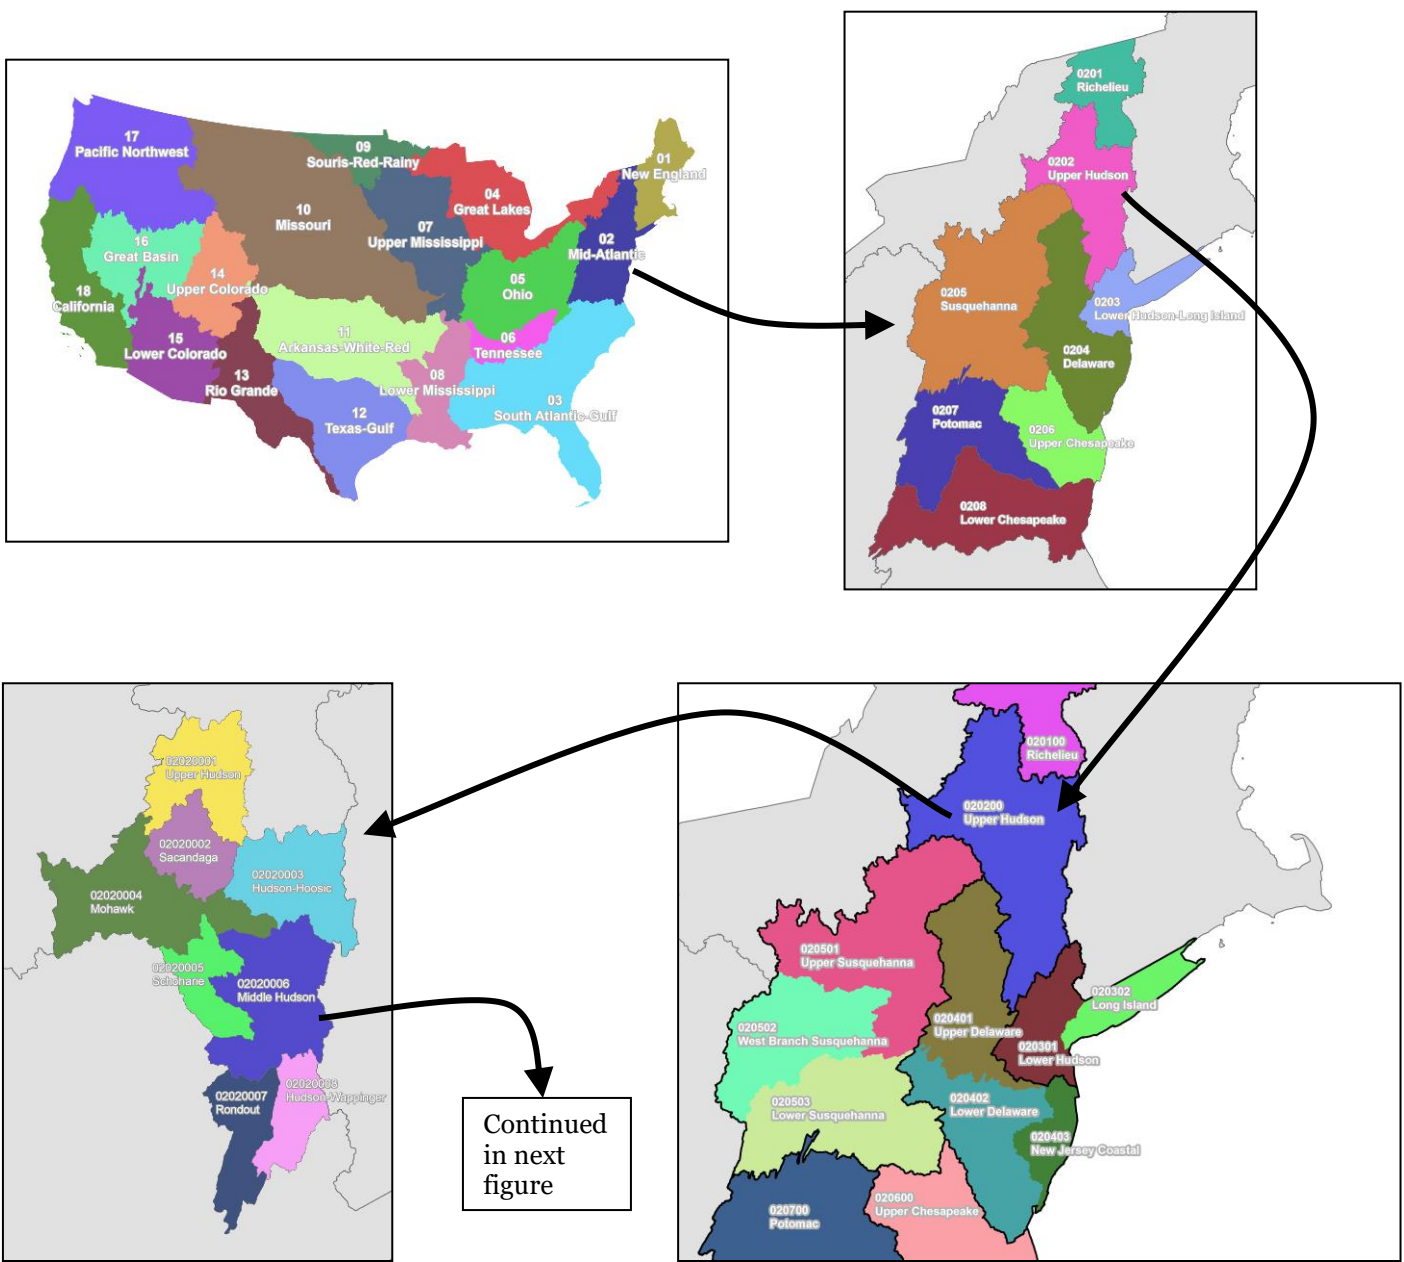 17
Pacific Northwest
09
Souris-Red-Rainy
01
New England
04
Great Lakes
10
Missouri
07
Upper Mississippi
02
Mid-Atlantic
16
Great Basin
14
Upper Colorado
05
Ohio
18
California
15
Lower Colorado
11
Arkansas-White-Red
06
Tennessee
13
Rio Grande
08
Lower Mississippi
12
Texas-Gulf
03
South Atlantic-Gulf
0201
Richelieu
0202
Upper Hudson
0205
Susquehanna
0203
Lower Hudson-Long Island
0204
Delaware
0207
Potomac
0206
Upper Chesapeake
0208
Lower Chesapeake
02020001
Upper Hudson
02020002
Sacandaga
02020003
Hudson-Hoosic
02020004
Mohawk
02020005
Schoharie
02020006
Middle Hudson
02020007
Rondout
02020008
Hudson-Wappinger
Continued
in next
figure
020100
Richelieu
020200
Upper Hudson
020501
Upper Susquehanna
020302
Long Island
020502
West Branch Susquehanna
020401
Upper Delaware
020301
Lower Hudson
020503
Lower Susquehanna
020402
Lower Delaware
020403
New Jersey Coastal
020700
Potomac
020600
Upper Chesapeake